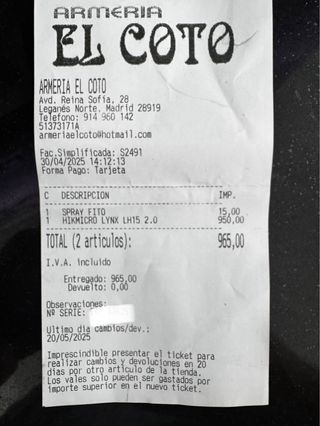 ARMERIA
EL COTO
ARMERIA EL COTO
Avd. Reina Sofia, 28
Leganés Norte. Madrid 28919
Telefono: 914 960 142
51373171A
armeriaelcoto@hotmail.com
Fac.Simplificada: S2491
30/04/2025 14:12:13
Forma Pago: Tarjeta
C DESCRIPCION IMP.
1 SPRAY FITO 15,00
1 HIKMICRO LYNX LH15 2.0 950,00
TOTAL (2 articulos): 965,00
I.V.A. incluido
Entregado: 965,00
Devuelto: 0,00
Observaciones:
Nº SERIE:
Ultimo dia cambios/dev.:
20/05/2025
Imprescindible presentar el ticket para
realizar cambios y devoluciones en 20
dias por otro articulo de la tienda.
Los vales solo pueden ser gastados por
importe superior en el nuevo ticket.